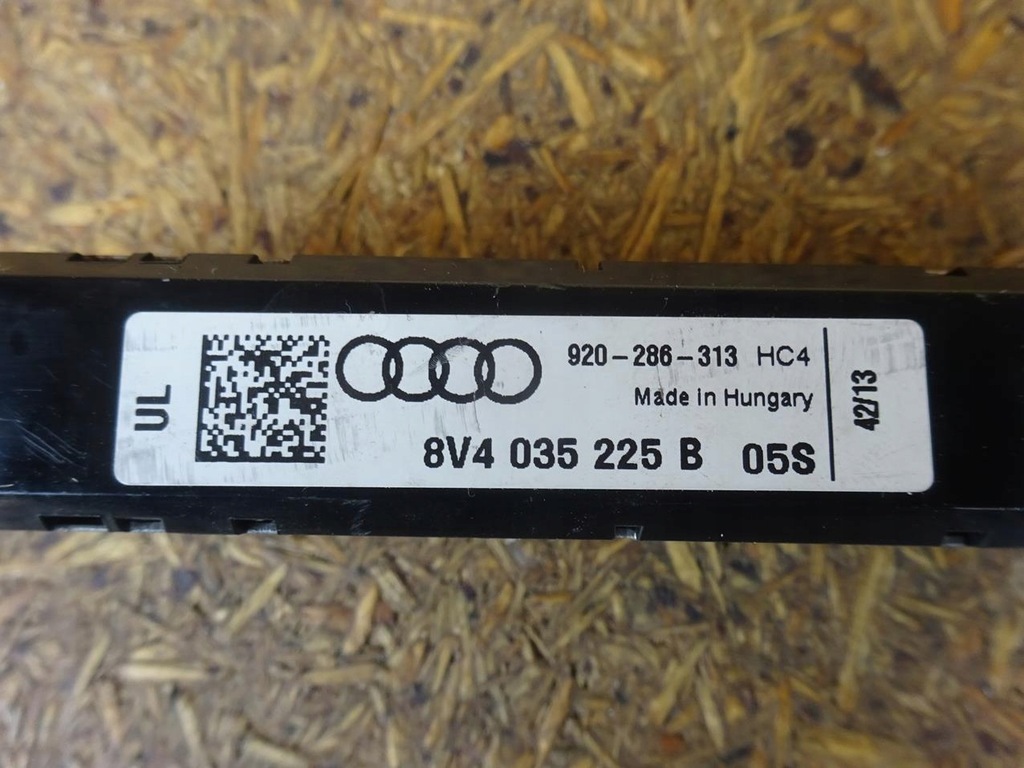 UL
920-286-313 HC4
Made in Hungary
8V4 035 225 B 05S
42/13